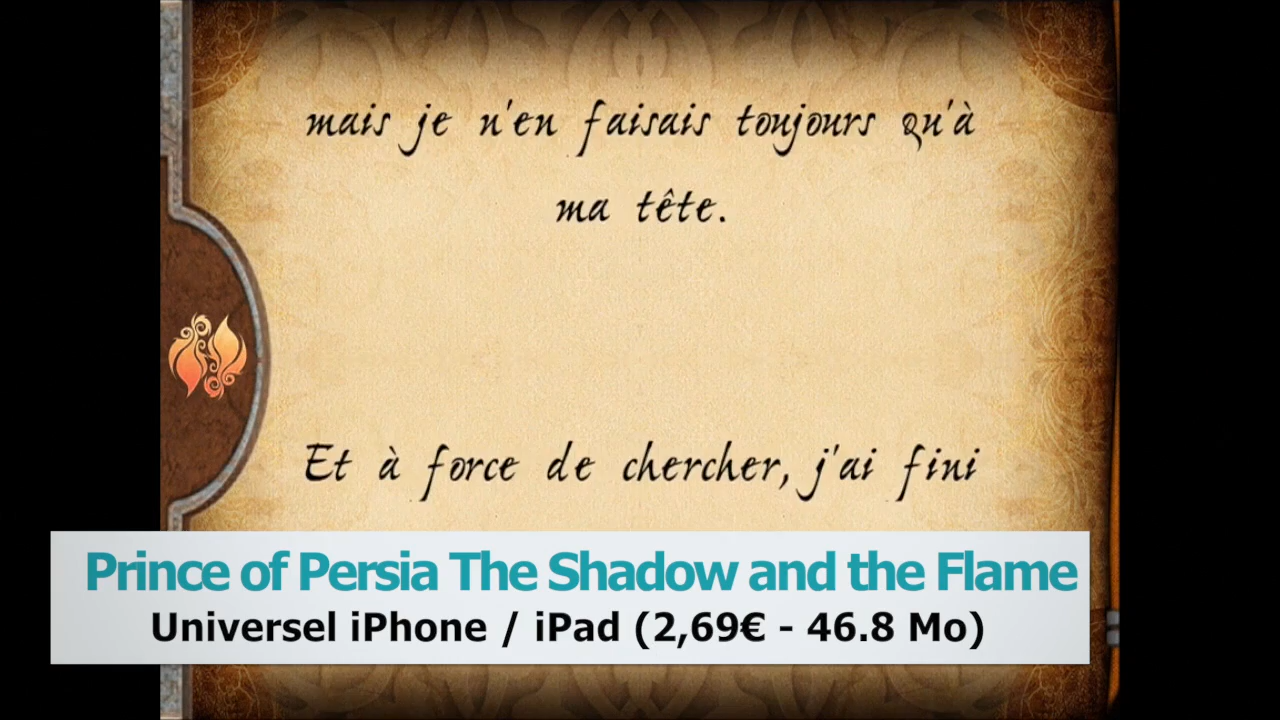 mais je n'en faisais toujours qu'à
ma tête.
Et à force de chercher, j'ai fini
Prince of Persia The Shadow and the Flame
Universel iPhone / iPad (2,69€ - 46.8 Mo)